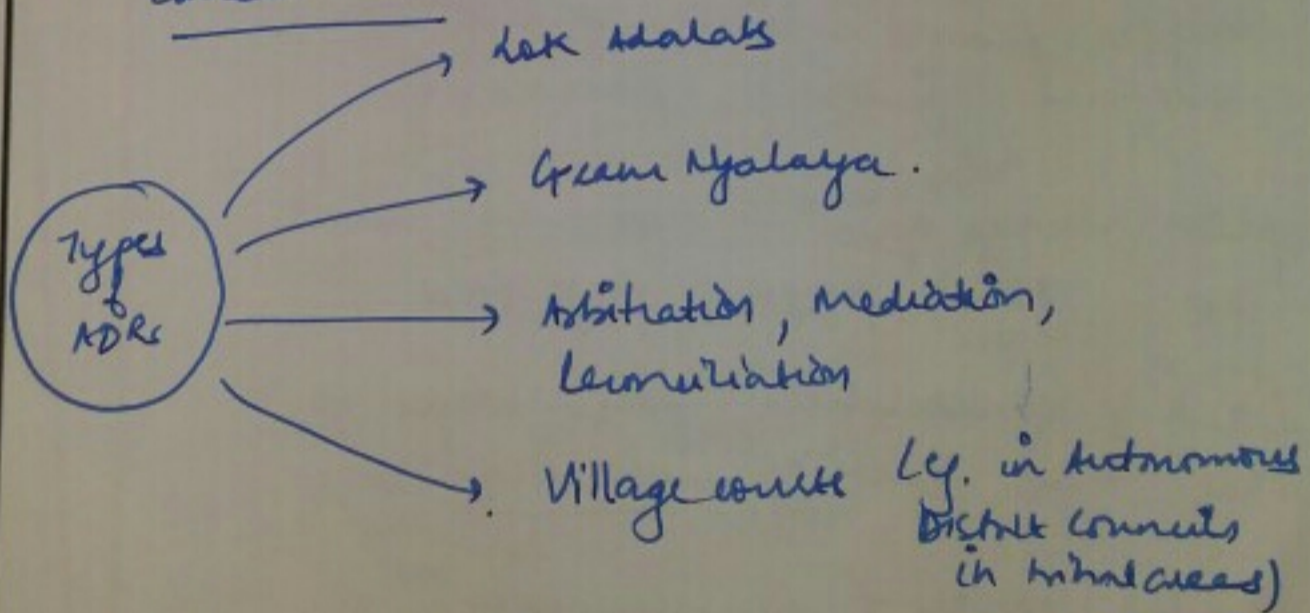 Lok Adalats
Gram Nyalaya.
Types
of
ADRs
Arbitration, Mediation,
Reconciliation
Village courts (eg. in Autonomous
District Councils
in tribal areas)